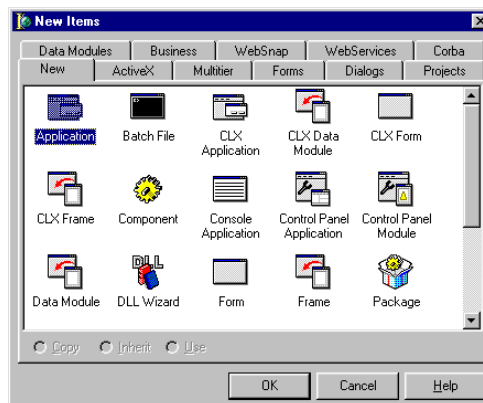 New Items
Data Modules Business WebSnap WebServices Corba
New ActiveX Multitier Forms Dialogs Projects
Application Batch File CLX Application CLX Data Module CLX Form
CLX Frame Component Console Application Control Panel Application Control Panel Module
DLL
Data Module DLL Wizard Form Frame Package
Copy Inherit Use
OK Cancel Help